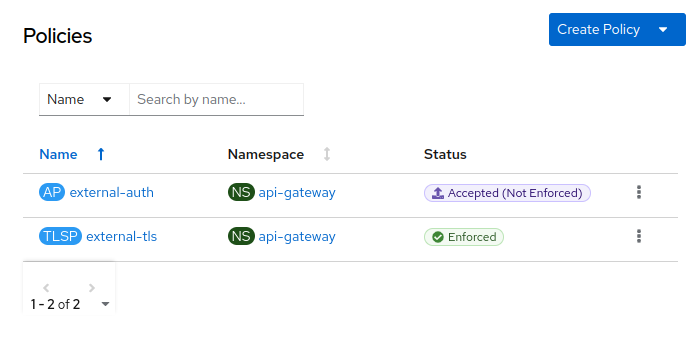 Policies
Create Policy
Name
Search by name...
Name Namespace Status
AP external-auth NS api-gateway Accepted (Not Enforced)
TLSP external-tls NS api-gateway Enforced
1 - 2 of 2